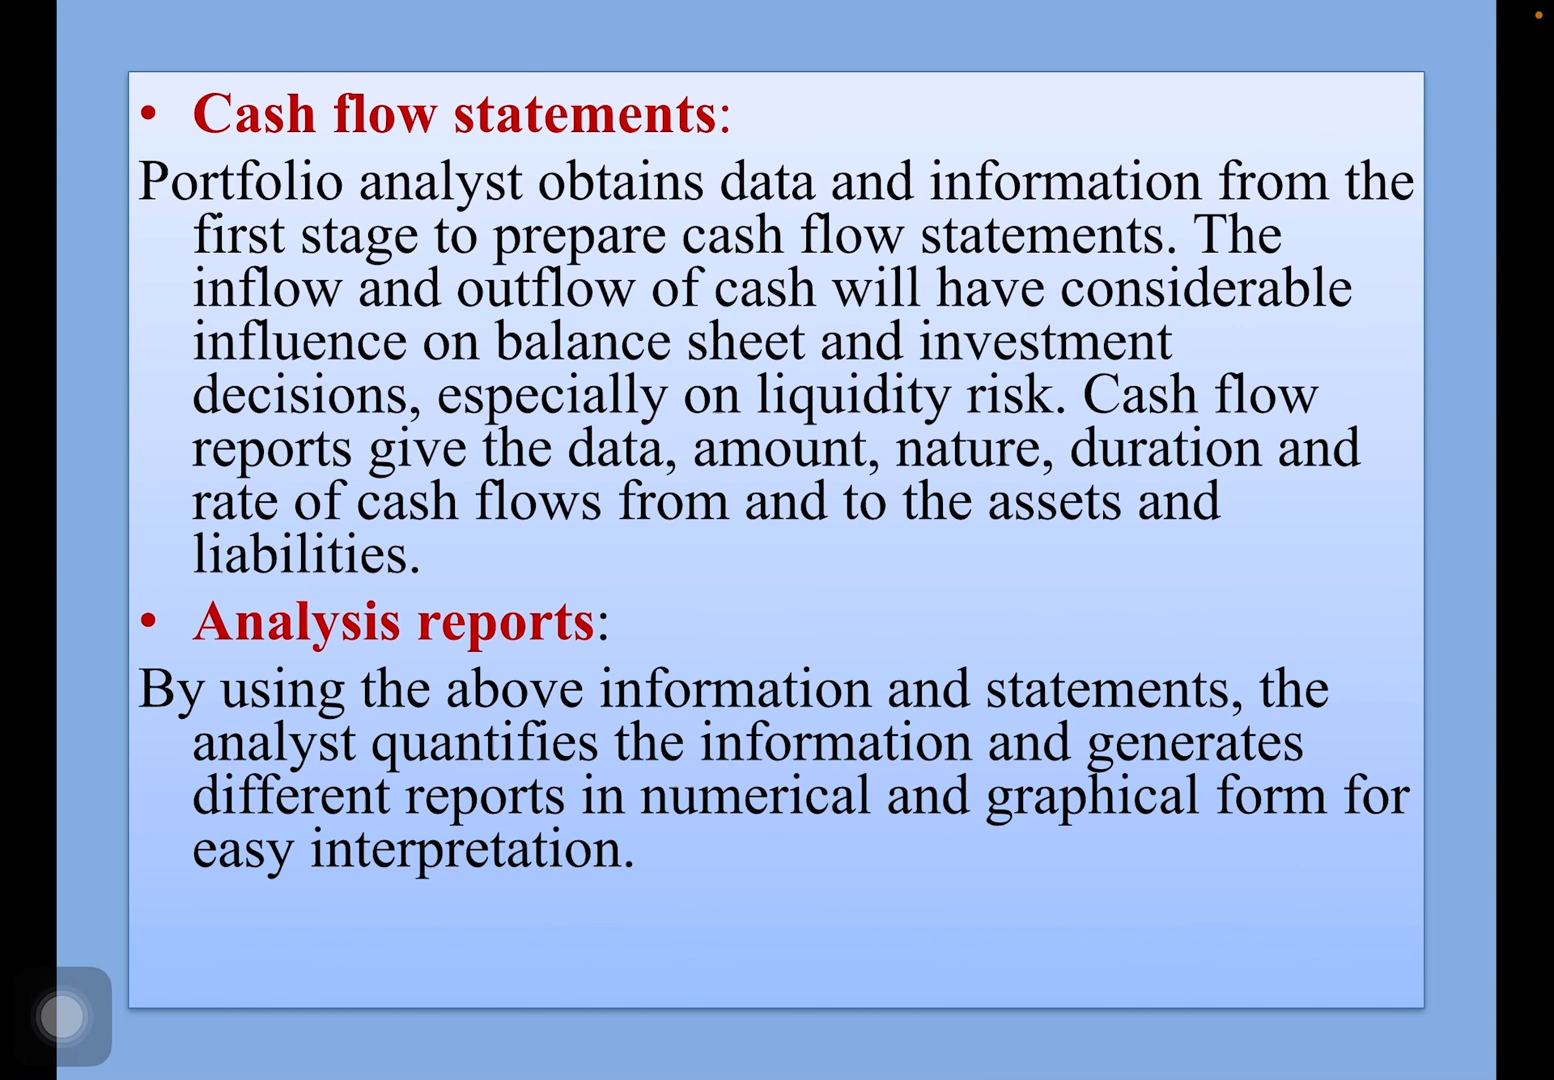 • Cash flow statements:
Portfolio analyst obtains data and information from the
first stage to prepare cash flow statements. The
inflow and outflow of cash will have considerable
influence on balance sheet and investment
decisions, especially on liquidity risk. Cash flow
reports give the data, amount, nature, duration and
rate of cash flows from and to the assets and
liabilities.
• Analysis reports:
By using the above information and statements, the
analyst quantifies the information and generates
different reports in numerical and graphical form for
easy interpretation.